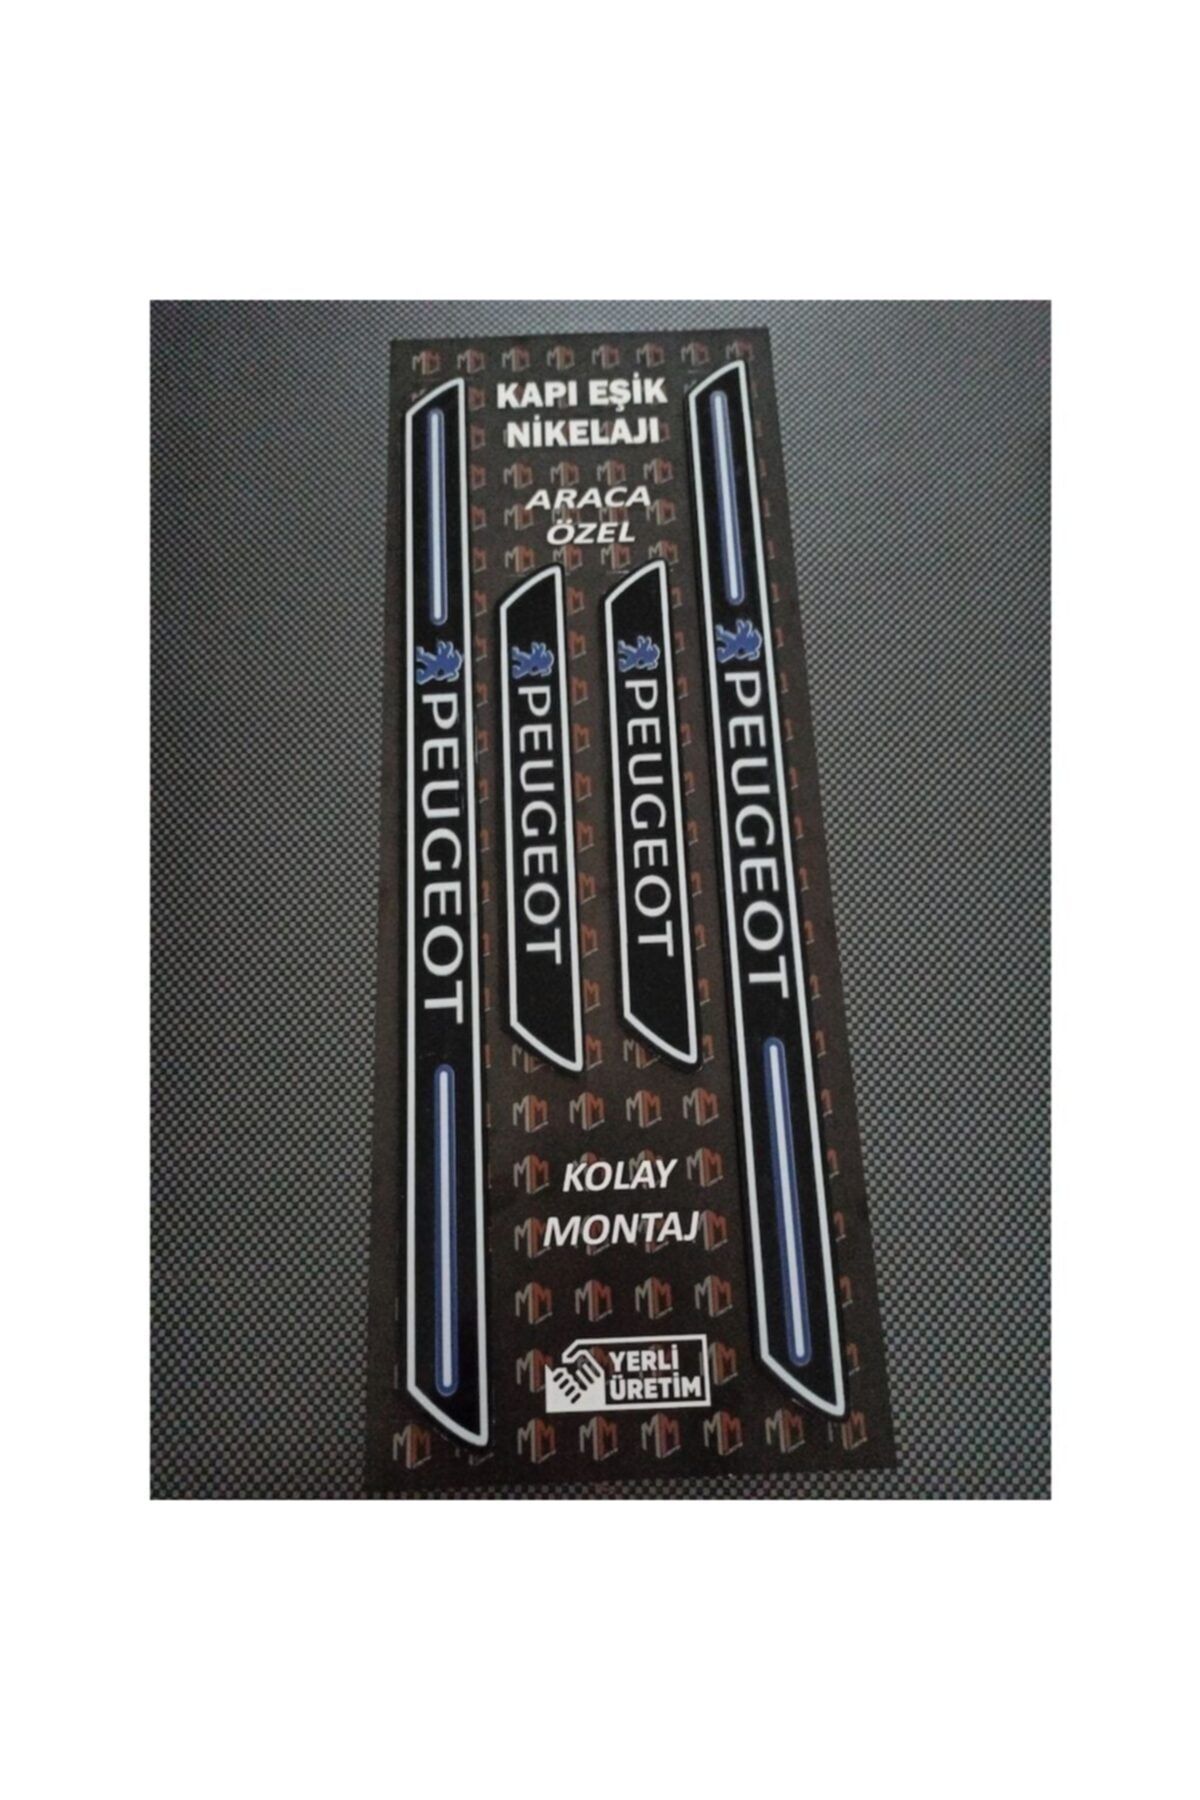 KAPI EŞİK
NİKELAJI
ARACA
ÖZEL
PEUGEOT
PEUGEOT
PEUGEOT
PEUGEOT
KOLAY
MONTAJ
YERLİ
ÜRETİM